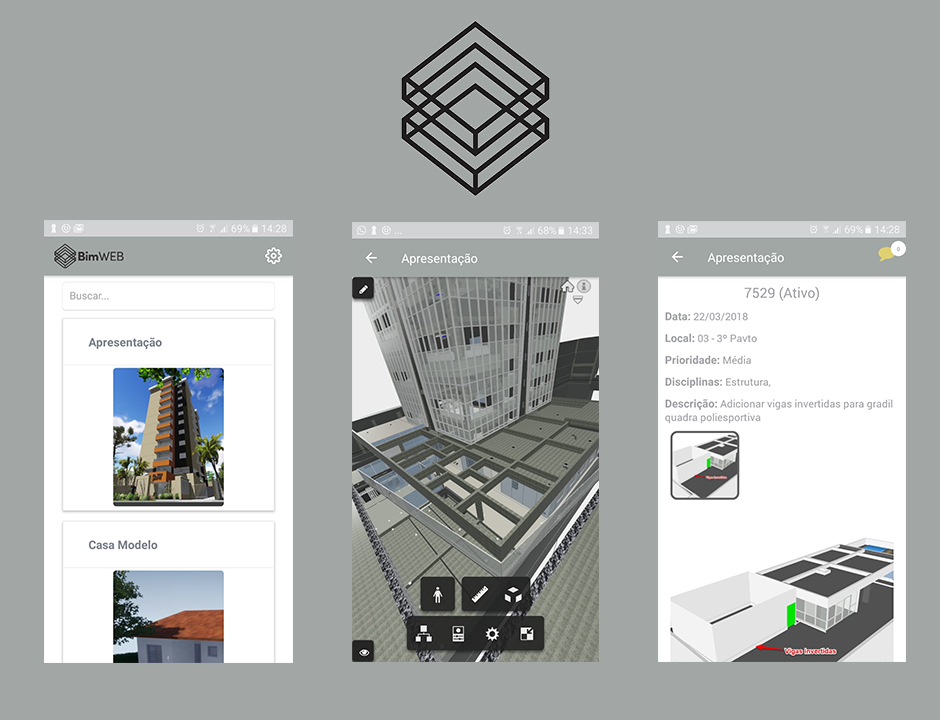 69% 14:28
BimWEB
Buscar...
Apresentação
Casa Modelo
... 68% 14:33
Apresentação
69% 14:28
Apresentação
0
7529 (Ativo)
Data: 22/03/2018
Local: 03 - 3º Pavto
Prioridade: Média
Disciplinas: Estrutura,
Descrição: Adicionar vigas invertidas para gradil
quadra poliesportiva
Vigas invertidas
Vigas invertidas